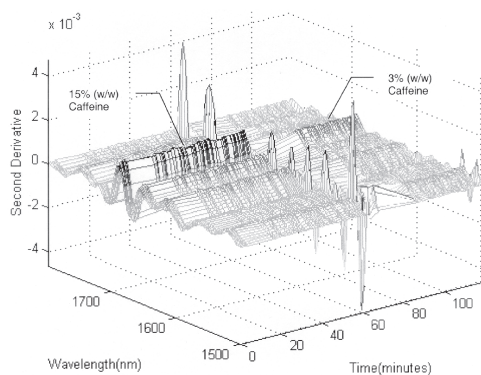 x 10⁻³
4
2
0
-2
-4
Second Derivative
15% (w/w)
Caffeine
3% (w/w)
Caffeine
1700
1600
1500
Wavelength(nm)
0
20
40
60
80
100
Time(minutes)